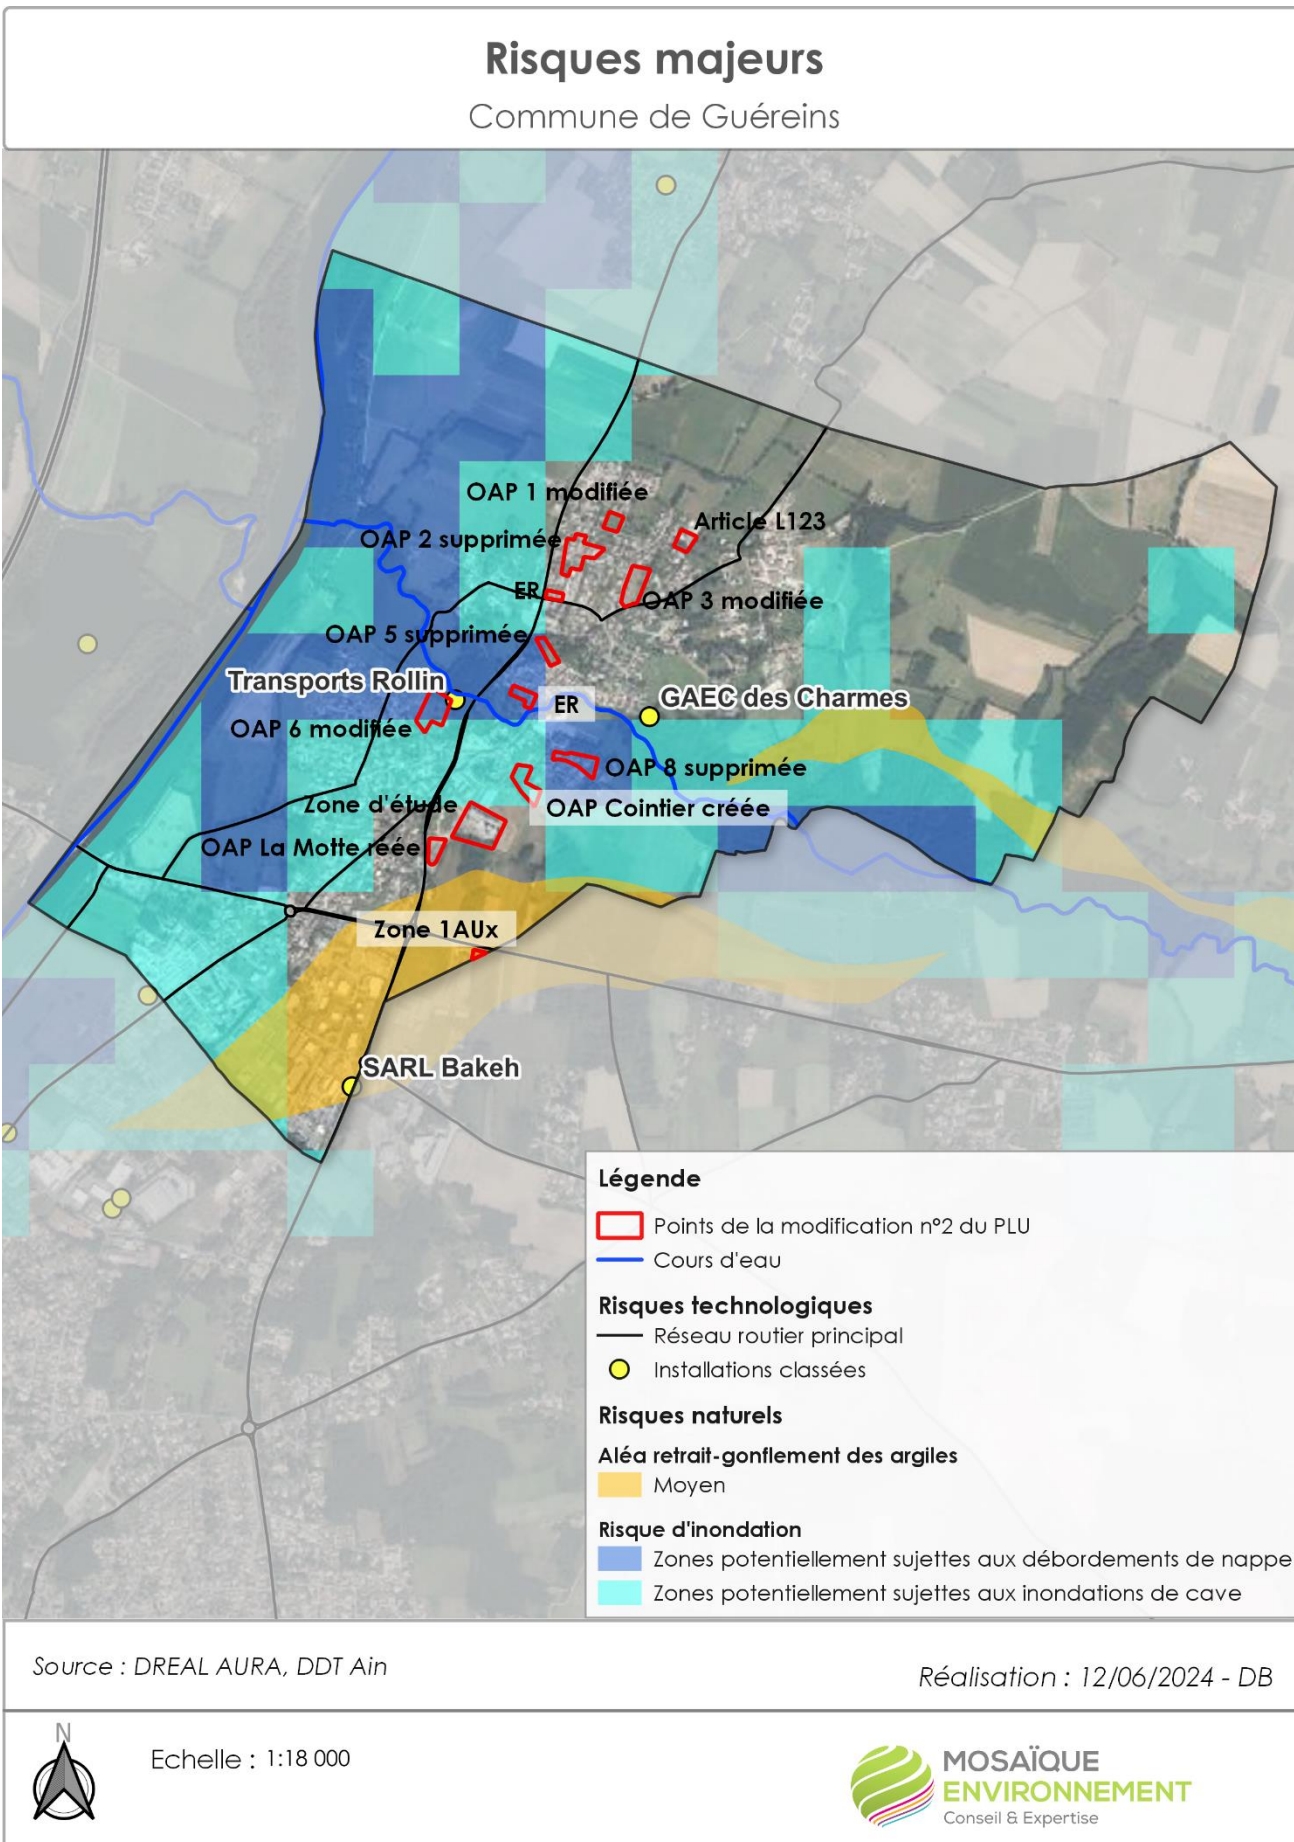 Risques majeurs
Commune de Guéreins
OAP 1 modifiée
Article L123
OAP 2 supprimée
ER
OAP 3 modifiée
OAP 5 supprimée
Transports Rollin
GAEC des Charmes
ER
OAP 6 modifiée
OAP 8 supprimée
Zone d'étude
OAP Cointier créée
OAP La Motte réée
Zone 1AUx
SARL Bakeh
Légende
Points de la modification n°2 du PLU
Cours d'eau
Risques technologiques
Réseau routier principal
Installations classées
Risques naturels
Aléa retrait-gonflement des argiles
Moyen
Risque d'inondation
Zones potentiellement sujettes aux débordements de nappe
Zones potentiellement sujettes aux inondations de cave
Source : DREAL AURA, DDT Ain
Réalisation : 12/06/2024 - DB
N
Echelle : 1:18 000
MOSAÏQUE
ENVIRONNEMENT
Conseil & Expertise